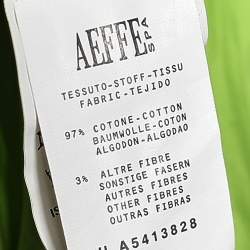 AEFFE SPA
TESSUTO-STOFF-TISSU
FABRIC-TEJIDO
97% COTONE-COTTON
BAUMWOLLE-COTON
ALGODON-ALGODAO
3% ALTRE FIBRE
SONSTIGE FASERN
AUTRES FIBRES
OTHER FIBRES
OUTRAS FIBRAS
A5413828